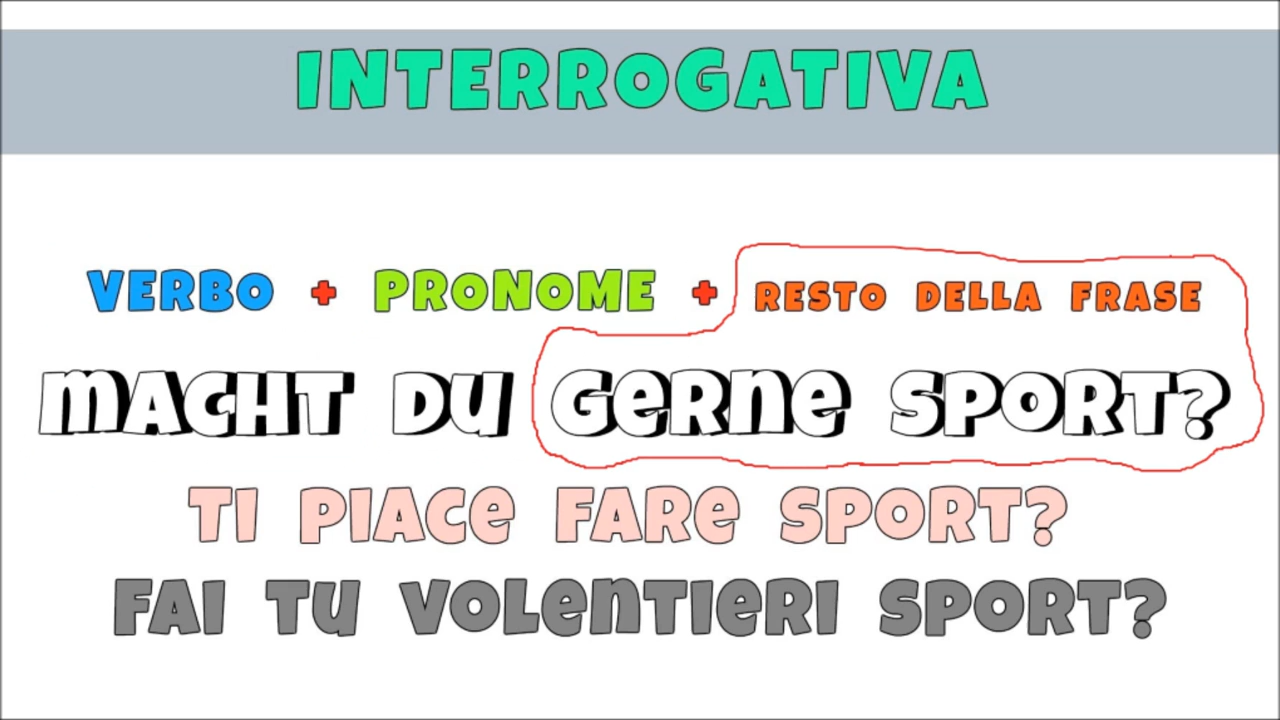 INTERROGATIVA
VERBO + PRONOME + RESTO DELLA FRASE
MACHT DU GERNE SPORT?
TI PIACE FARE SPORT?
FAI TU VOLENTIERI SPORT?